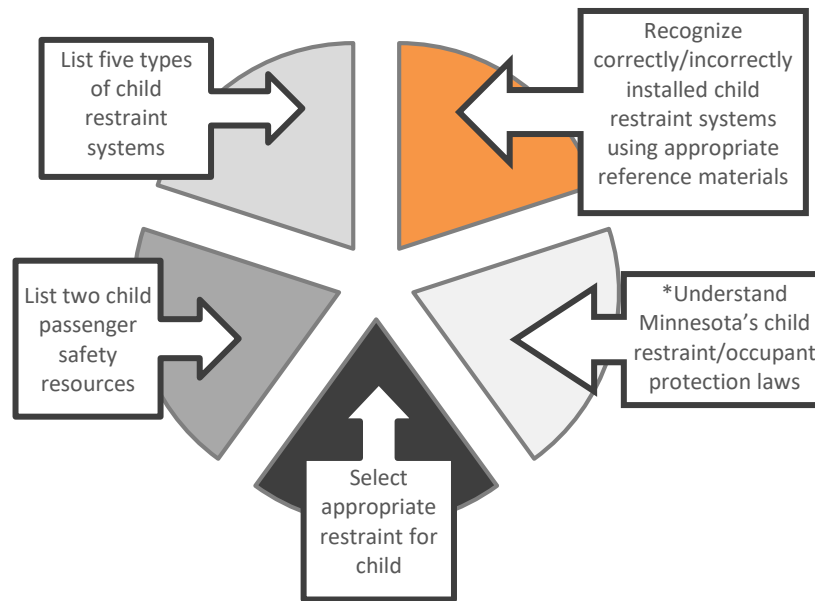 List five types
of child
restraint
systems
Recognize
correctly/incorrectly
installed child
restraint systems
using appropriate
reference materials
List two child
passenger
safety
resources
*Understand
Minnesota's child
restraint/occupant
protection laws
Select
appropriate
restraint for
child